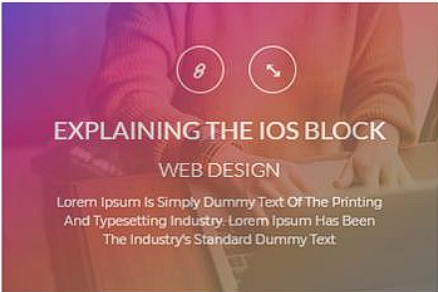 EXPLAINING THE IOS BLOCK
WEB DESIGN
Lorem Ipsum Is Simply Dummy Text Of The Printing
And Typesetting Industry. Lorem Ipsum Has Been
The Industry's Standard Dummy Text